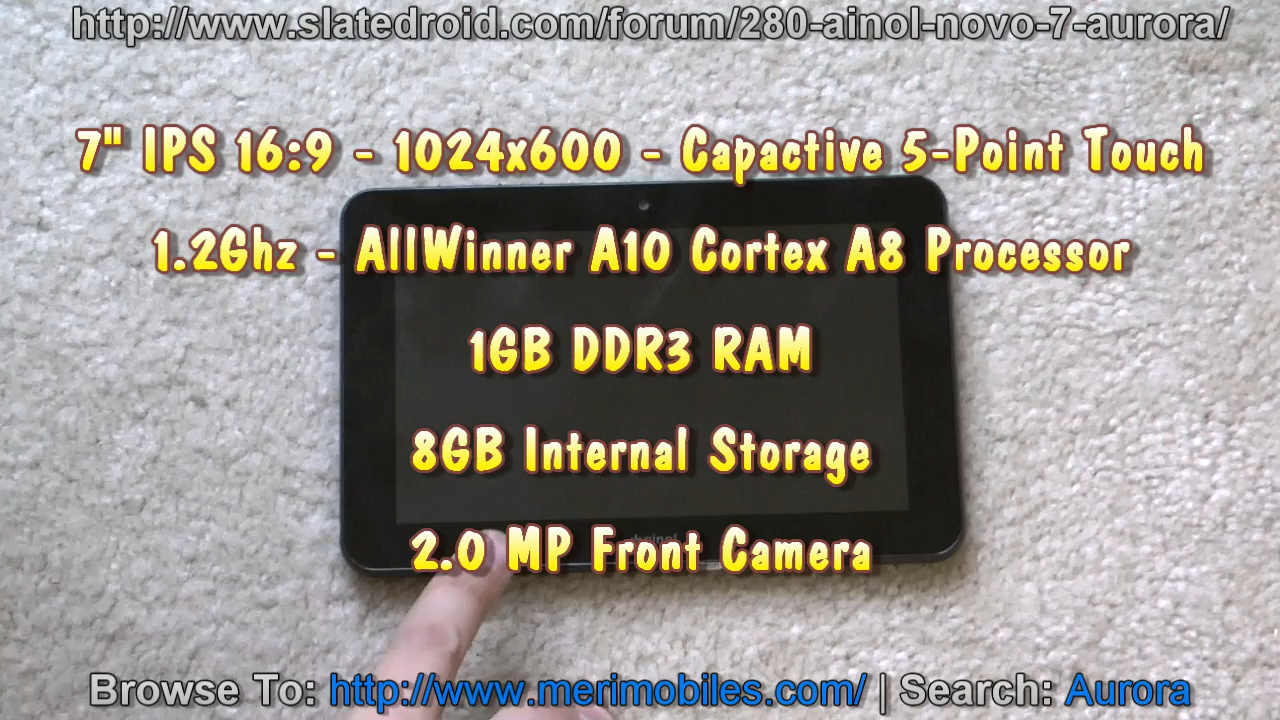 http://www.slatedroid.com/forum/280-ainol-novo-7-aurora/
7" IPS 16:9 - 1024x600 - Capactive 5-Point Touch
1.2Ghz - AllWinner A10 Cortex A8 Processor
1GB DDR3 RAM
8GB Internal Storage
2.0 MP Front Camera
Browse To: http://www.merimobiles.com/ | Search: Aurora